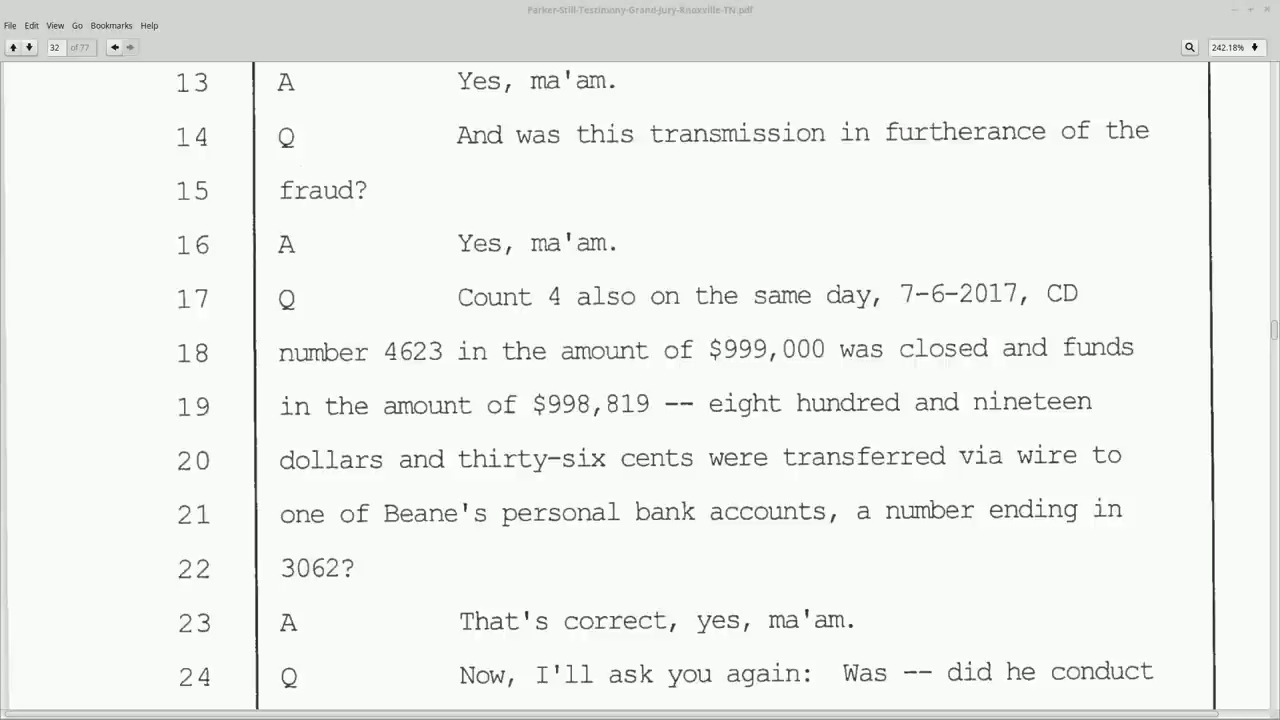 Parker-Still-Testimony-Grand-Jury-Knoxville-TN.pdf
File Edit View Go Bookmarks Help
32 of 77 242.18%
13 A Yes, ma'am.
14 Q And was this transmission in furtherance of the
15 fraud?
16 A Yes, ma'am.
17 Q Count 4 also on the same day, 7-6-2017, CD
18 number 4623 in the amount of $999,000 was closed and funds
19 in the amount of $998,819 -- eight hundred and nineteen
20 dollars and thirty-six cents were transferred via wire to
21 one of Beane's personal bank accounts, a number ending in
22 3062?
23 A That's correct, yes, ma'am.
24 Q Now, I'll ask you again: Was -- did he conduct